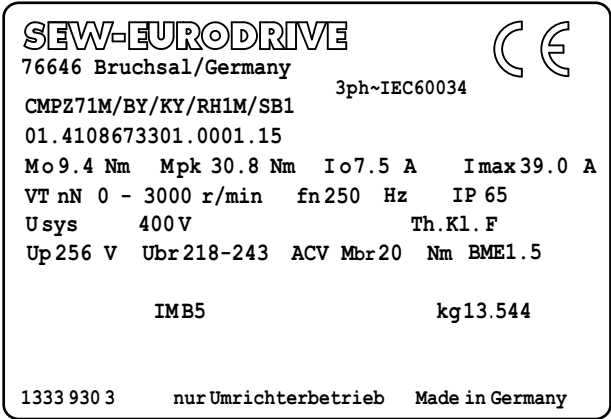 SEW-EURODRIVE CE
76646 Bruchsal/Germany
3ph~IEC60034
CMPZ71M/BY/KY/RH1M/SB1
01.4108673301.0001.15
Mo 9.4 Nm Mpk 30.8 Nm Io 7.5 A Imax 39.0 A
VT nN 0 - 3000 r/min fn 250 Hz IP 65
Usys 400 V Th.Kl. F
Up 256 V Ubr 218-243 ACV Mbr 20 Nm BME1.5
IM B5 kg 13.544
1333 930 3 nur Umrichterbetrieb Made in Germany